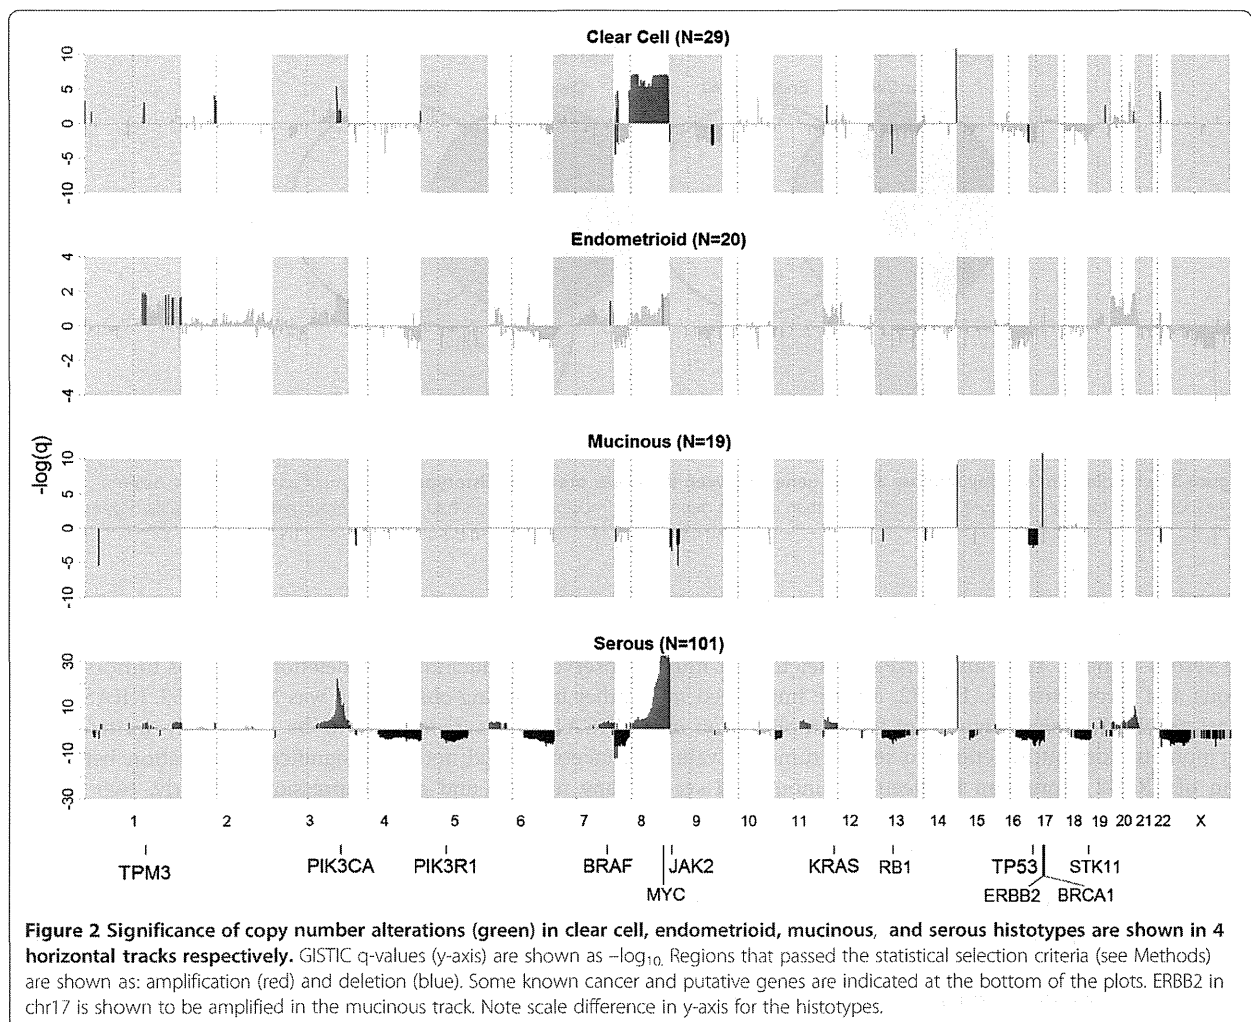 Clear Cell (N=29)
10
5
0
-5
-10
Endometrioid (N=20)
4
2
0
-2
-4
Mucinous (N=19)
10
5
0
-5
-10
-log(q)
Serous (N=101)
30
10
-10
-30
1 2 3 4 5 6 7 8 9 10 11 12 13 14 15 16 17 18 19 20 21 22 X
TPM3 PIK3CA PIK3R1 BRAF JAK2 KRAS RB1 TP53 STK11
MYC ERBB2 BRCA1
Figure 2 Significance of copy number alterations (green) in clear cell, endometrioid, mucinous, and serous histotypes are shown in 4
horizontal tracks respectively. GISTIC q-values (y-axis) are shown as –log10. Regions that passed the statistical selection criteria (see Methods)
are shown as: amplification (red) and deletion (blue). Some known cancer and putative genes are indicated at the bottom of the plots. ERBB2 in
chr17 is shown to be amplified in the mucinous track. Note scale difference in y-axis for the histotypes.